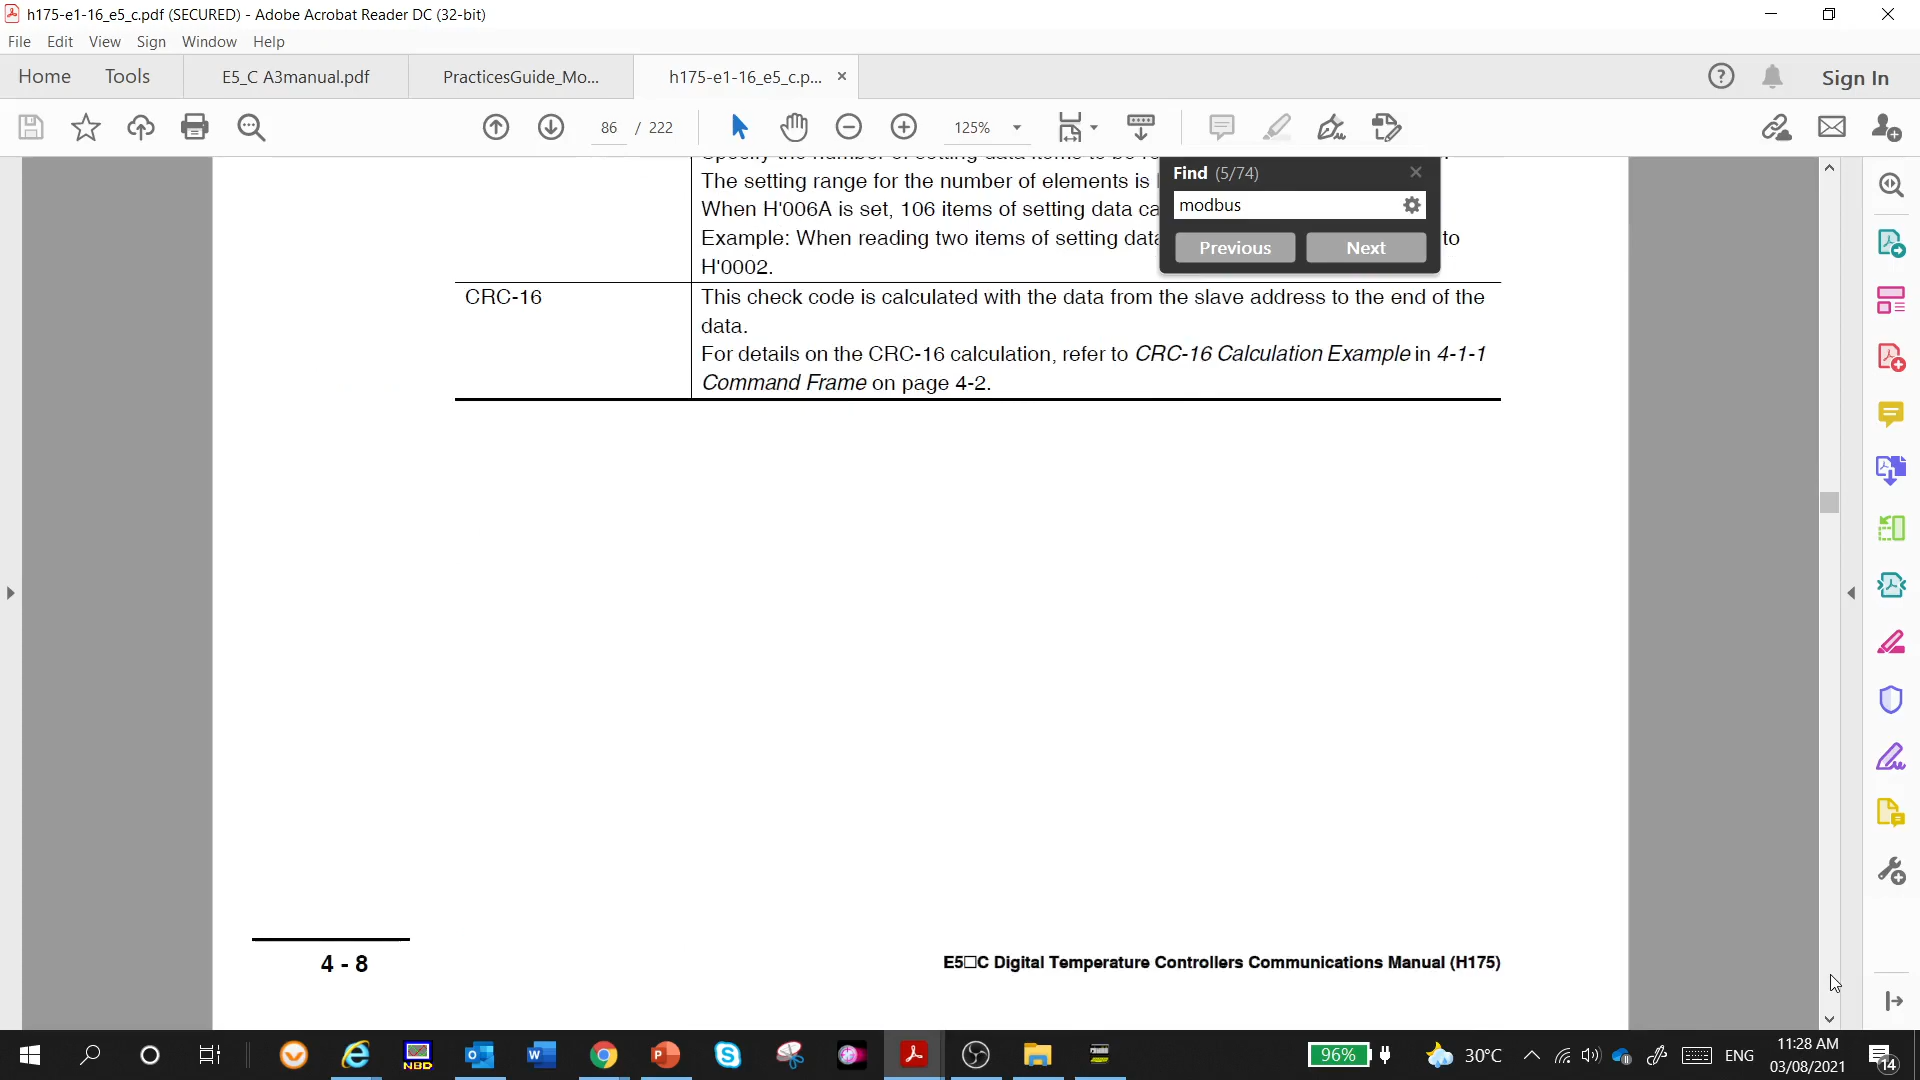 h175-e1-16_e5_c.pdf (SECURED) - Adobe Acrobat Reader DC (32-bit)
File Edit View Sign Window Help
Home Tools E5_C A3manual.pdf PracticesGuide_Mo... h175-e1-16_e5_c.p... Sign In
86 / 222 125%
Find (5/74)
modbus
Previous Next
The setting range for the number of elements is
When H'006A is set, 106 items of setting data ca
Example: When reading two items of setting data to
H'0002.
CRC-16 This check code is calculated with the data from the slave address to the end of the
data.
For details on the CRC-16 calculation, refer to CRC-16 Calculation Example in 4-1-1
Command Frame on page 4-2.
4 - 8 E5□C Digital Temperature Controllers Communications Manual (H175)
NBD 96% 30°C ENG 11:28 AM
03/08/2021 14